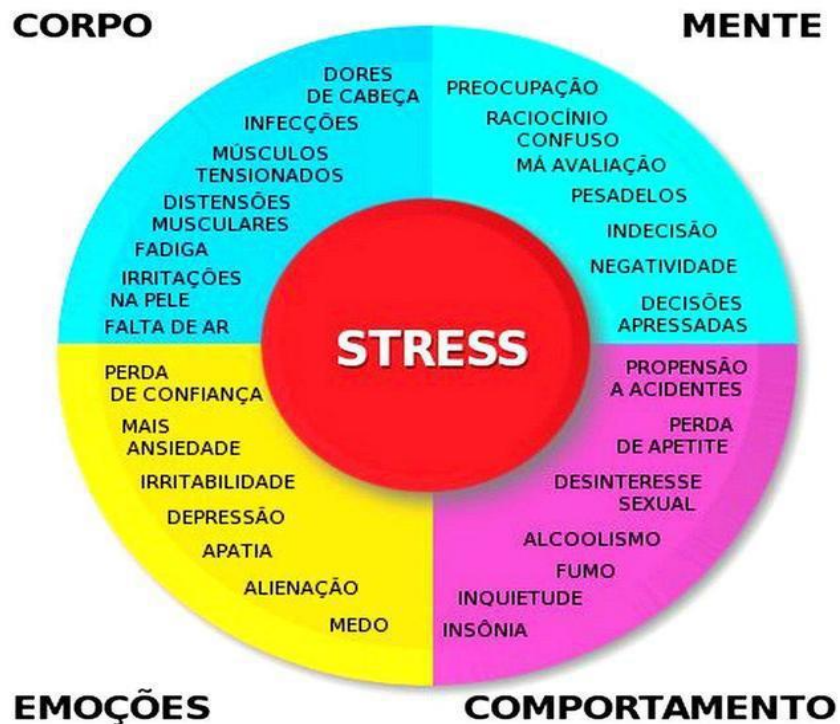 CORPO
MENTE
DORES
DE CABEÇA
INFECÇÕES
MÚSCULOS
TENSIONADOS
DISTENSÕES
MUSCULARES
FADIGA
IRRITAÇÕES
NA PELE
FALTA DE AR
PREOCUPAÇÃO
RACIOCÍNIO
CONFUSO
MÁ AVALIAÇÃO
PESADELOS
INDECISÃO
NEGATIVIDADE
DECISÕES
APRESSADAS
STRESS
PERDA
DE CONFIANÇA
MAIS
ANSIEDADE
IRRITABILIDADE
DEPRESSÃO
APATIA
ALIENAÇÃO
MEDO
PROPENSÃO
A ACIDENTES
PERDA
DE APETITE
DESINTERESSE
SEXUAL
ALCOOLISMO
FUMO
INQUIETUDE
INSÔNIA
EMOÇÕES
COMPORTAMENTO